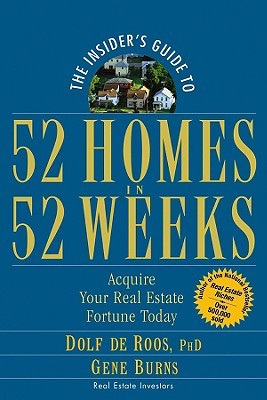 THE INSIDER'S GUIDE TO
52 HOMES
IN
52 WEEKS
Acquire
Your Real Estate
Fortune Today
DOLF DE ROOS, PHD
GENE BURNS
Real Estate Investors
Author of the National Bestseller
Real Estate
Riches
Over
500,000
sold